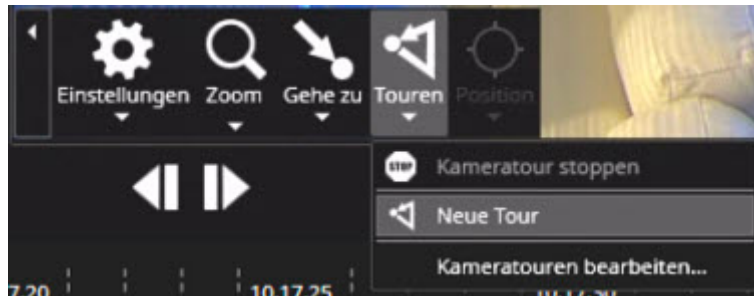 Einstellungen Zoom Gehe zu Touren Position
STOP Kameratour stoppen
Neue Tour
Kameratouren bearbeiten...
10.17.25